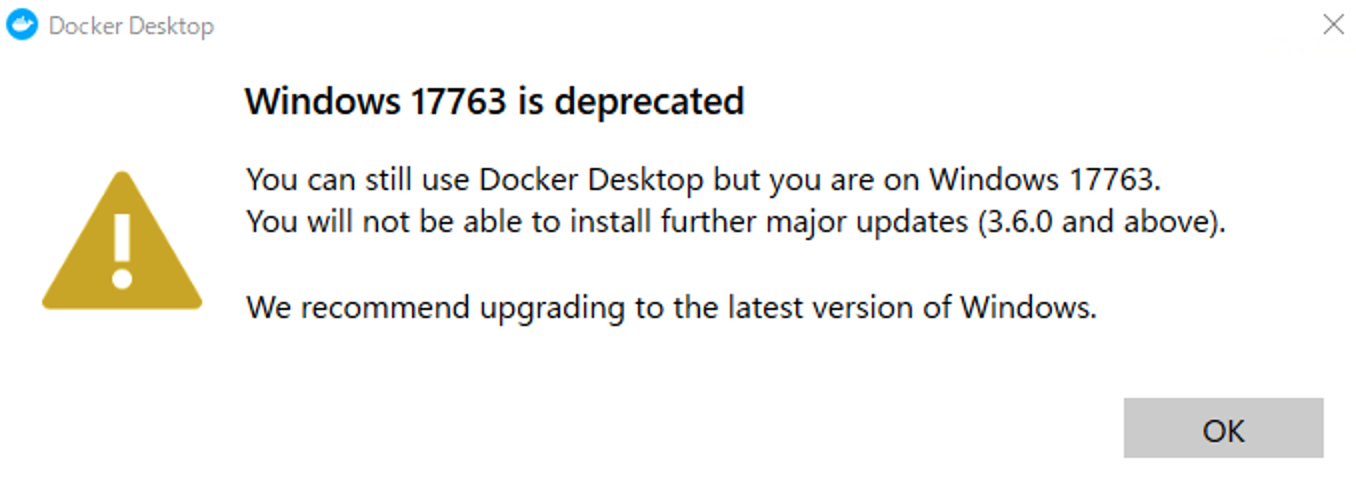 Docker Desktop
Windows 17763 is deprecated
You can still use Docker Desktop but you are on Windows 17763.
You will not be able to install further major updates (3.6.0 and above).
We recommend upgrading to the latest version of Windows.
OK